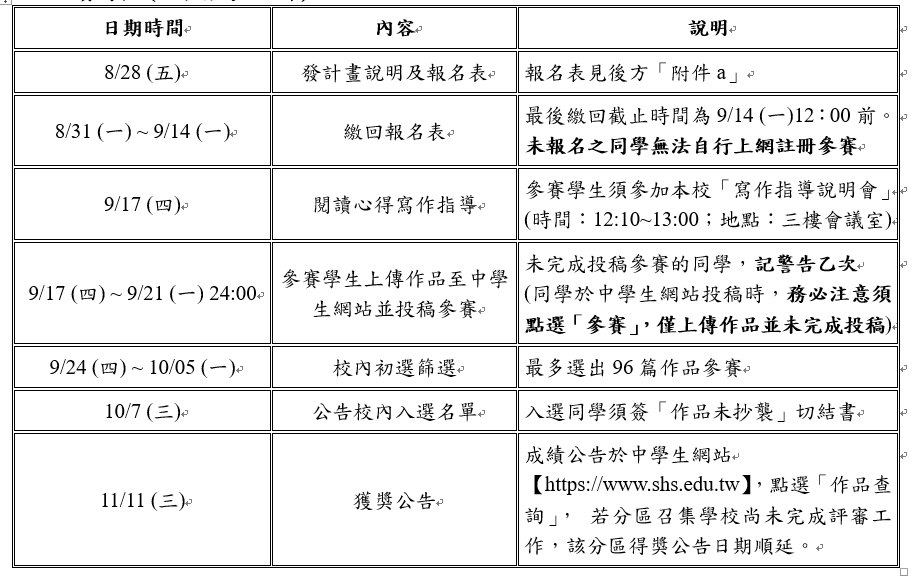 日期時間
內容
說明
8/28 (五)
發計畫說明及報名表
報名表見後方「附件 a」
8/31 (一) ~ 9/14 (一)
繳回報名表
最後繳回截止時間為 9/14 (一)12：00 前。
未報名之同學無法自行上網註冊參賽
9/17 (四)
閱讀心得寫作指導
參賽學生須參加本校「寫作指導說明會」
(時間：12:10~13:00；地點：三樓會議室)
9/17 (四) ~ 9/21 (一) 24:00
參賽學生上傳作品至中學
生網站並投稿參賽
未完成投稿參賽的同學，記警告乙次
(同學於中學生網站投稿時，務必注意須
點選「參賽」，僅上傳作品並未完成投稿)
9/24 (四) ~ 10/05 (一)
校內初選篩選
最多選出 96 篇作品參賽
10/7 (三)
公告校內入選名單
入選同學須簽「作品未抄襲」切結書
11/11 (三)
獲獎公告
成績公告於中學生網站
【https://www.shs.edu.tw】，點選「作品查
詢」， 若分區召集學校尚未完成評審工
作，該分區得獎公告日期順延。